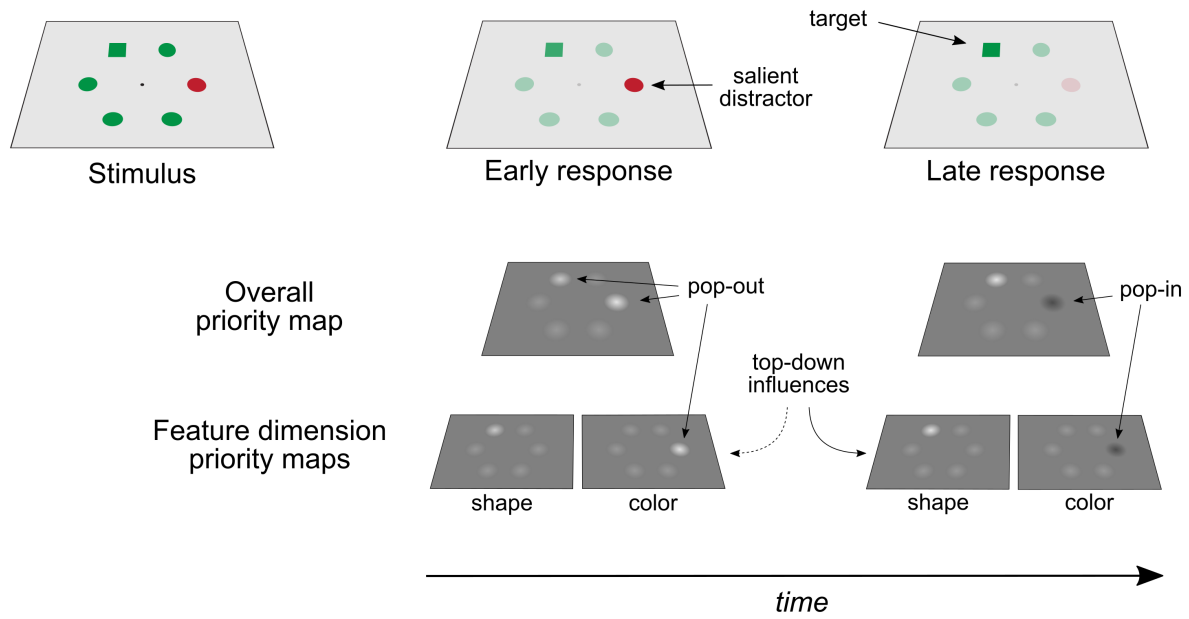 target
salient
distractor
Stimulus
Early response
Late response
Overall
priority map
pop-out
pop-in
top-down
influences
Feature dimension
priority maps
shape
color
shape
color
time